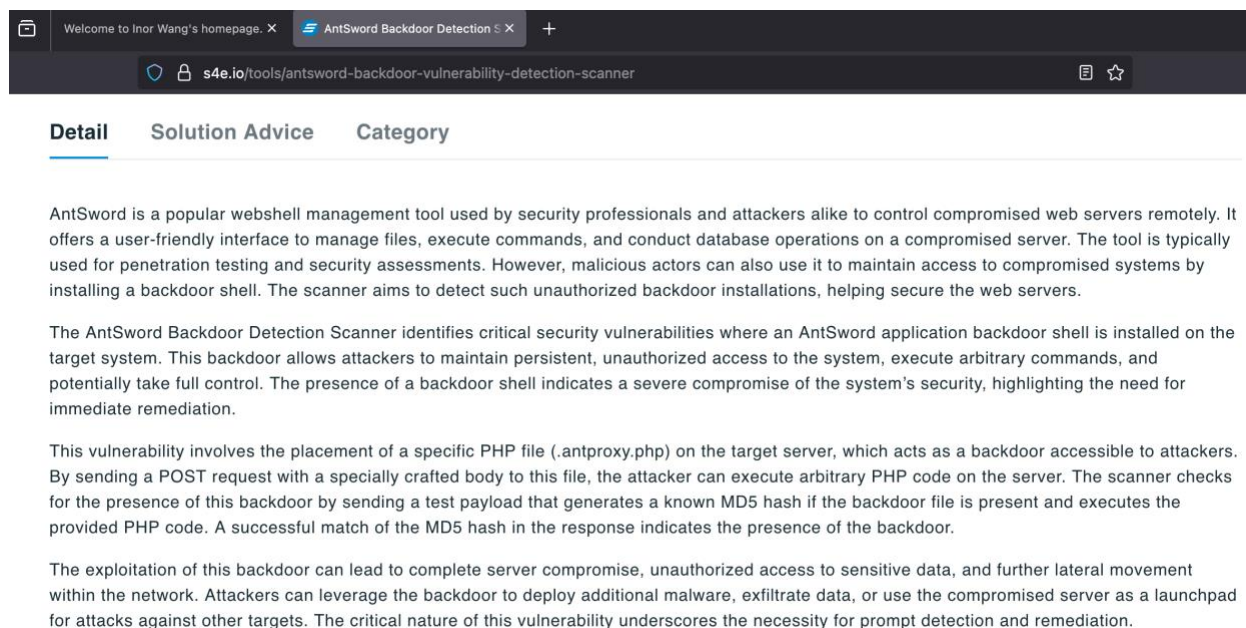 Welcome to Inor Wang's homepage.
AntSword Backdoor Detection S
s4e.io/tools/antsword-backdoor-vulnerability-detection-scanner
Detail Solution Advice Category
AntSword is a popular webshell management tool used by security professionals and attackers alike to control compromised web servers remotely. It
offers a user-friendly interface to manage files, execute commands, and conduct database operations on a compromised server. The tool is typically
used for penetration testing and security assessments. However, malicious actors can also use it to maintain access to compromised systems by
installing a backdoor shell. The scanner aims to detect such unauthorized backdoor installations, helping secure the web servers.
The AntSword Backdoor Detection Scanner identifies critical security vulnerabilities where an AntSword application backdoor shell is installed on the
target system. This backdoor allows attackers to maintain persistent, unauthorized access to the system, execute arbitrary commands, and
potentially take full control. The presence of a backdoor shell indicates a severe compromise of the system's security, highlighting the need for
immediate remediation.
This vulnerability involves the placement of a specific PHP file (.antproxy.php) on the target server, which acts as a backdoor accessible to attackers.
By sending a POST request with a specially crafted body to this file, the attacker can execute arbitrary PHP code on the server. The scanner checks
for the presence of this backdoor by sending a test payload that generates a known MD5 hash if the backdoor file is present and executes the
provided PHP code. A successful match of the MD5 hash in the response indicates the presence of the backdoor.
The exploitation of this backdoor can lead to complete server compromise, unauthorized access to sensitive data, and further lateral movement
within the network. Attackers can leverage the backdoor to deploy additional malware, exfiltrate data, or use the compromised server as a launchpad
for attacks against other targets. The critical nature of this vulnerability underscores the necessity for prompt detection and remediation.